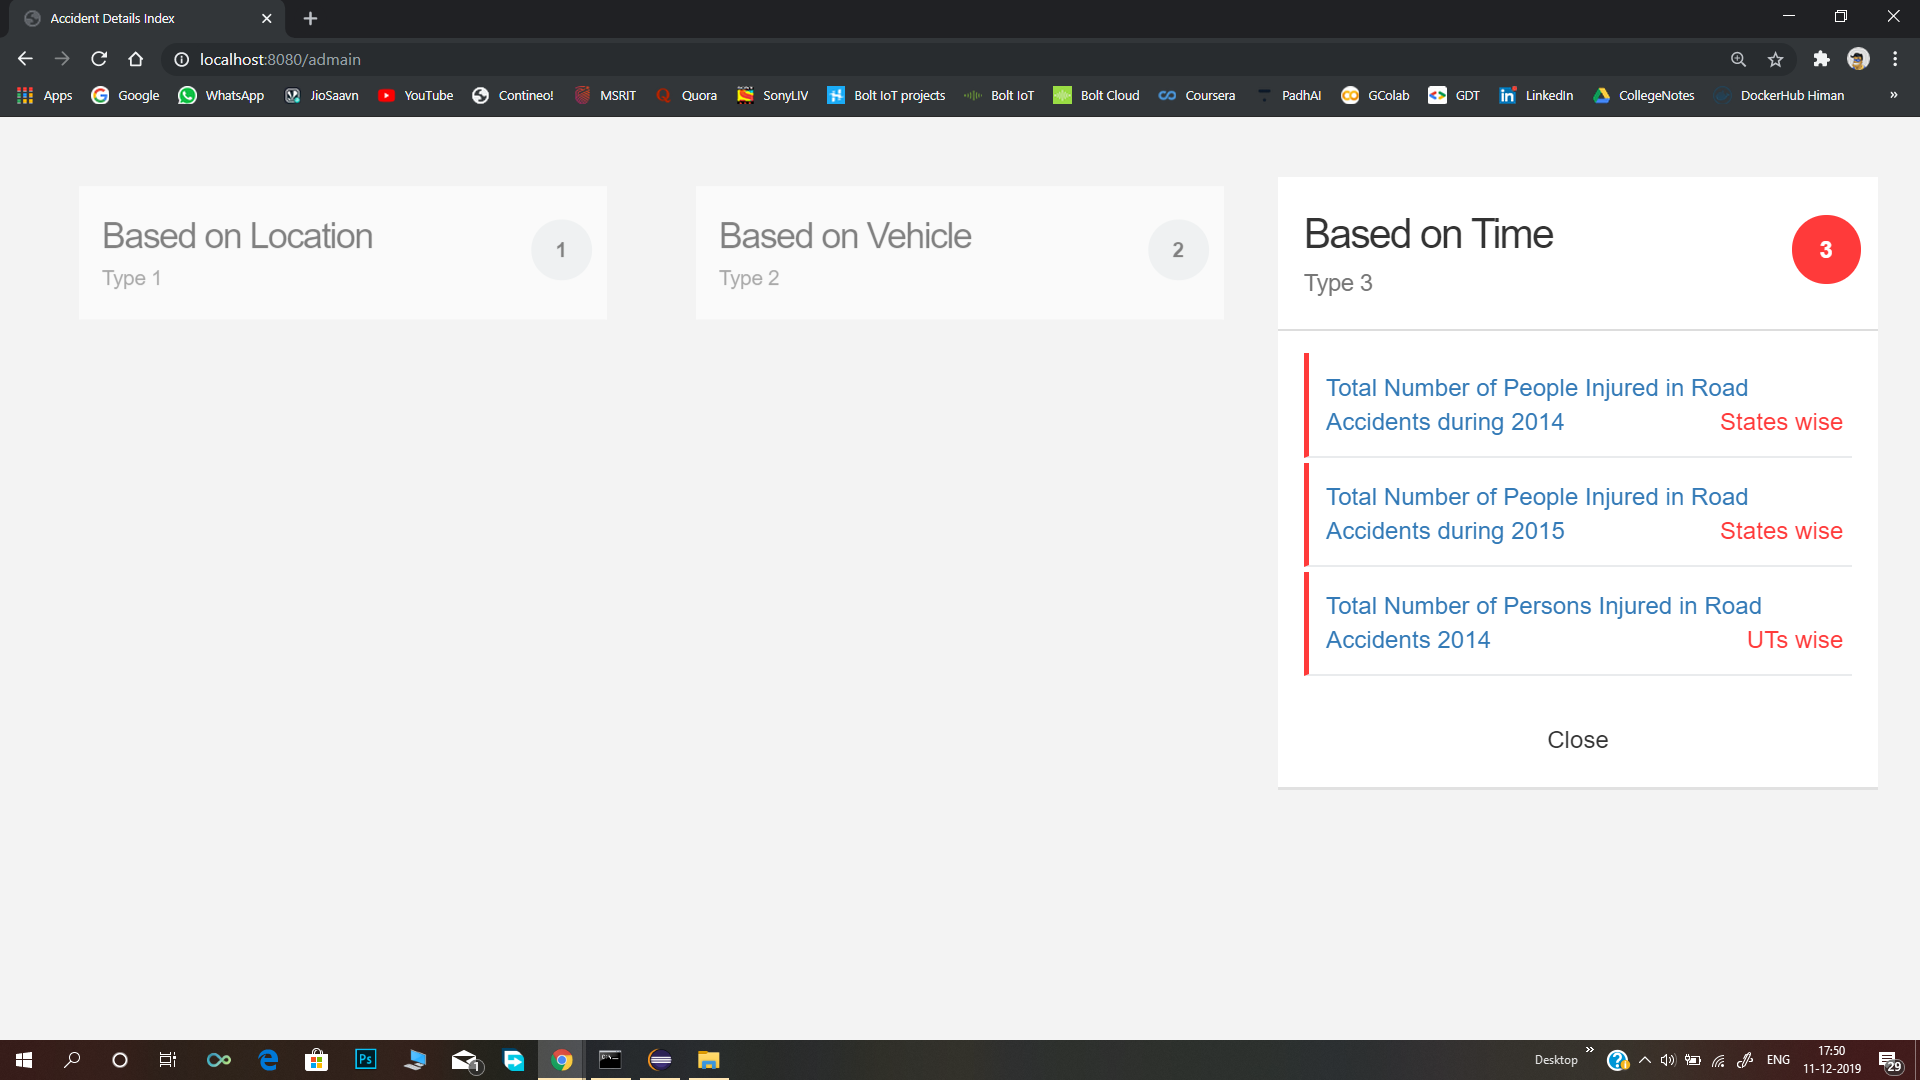 Accident Details Index
localhost:8080/admain
Apps Google WhatsApp JioSaavn YouTube Contineo! MSRIT Quora SonyLIV Bolt IoT projects Bolt IoT Bolt Cloud Coursera PadhAI GColab GDT LinkedIn CollegeNotes DockerHub Himan »
Based on Location
1
Type 1
Based on Vehicle
2
Type 2
Based on Time
3
Type 3
Total Number of People Injured in Road
Accidents during 2014 States wise
Total Number of People Injured in Road
Accidents during 2015 States wise
Total Number of Persons Injured in Road
Accidents 2014 UTs wise
Close
Ps
1
Desktop »
ENG
17:50
11-12-2019
29